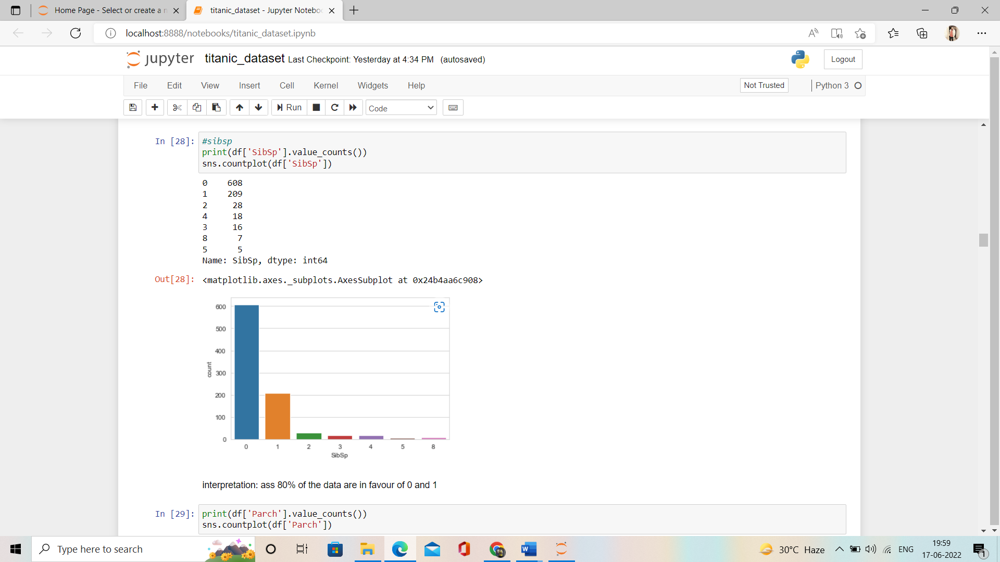 Home Page - Select or create a n
titanic_dataset - Jupyter Notebo
localhost:8888/notebooks/titanic_dataset.ipynb
jupyter titanic_dataset Last Checkpoint: Yesterday at 4:34 PM (autosaved)
Logout
File Edit View Insert Cell Kernel Widgets Help
Not Trusted
Python 3
Run
Code
In [28]:
#sibsp
print(df['SibSp'].value_counts())
sns.countplot(df['SibSp'])
0 608
1 209
2 28
4 18
3 16
8 7
5 5
Name: SibSp, dtype: int64
Out[28]: <matplotlib.axes._subplots.AxesSubplot at 0x24b4aa6c908>
600
500
400
300
200
100
0
count
0 1 2 3 4 5 8
SibSp
interpretation: ass 80% of the data are in favour of 0 and 1
In [29]:
print(df['Parch'].value_counts())
sns.countplot(df['Parch'])
Type here to search
30°C Haze
ENG
19:59
17-06-2022
1